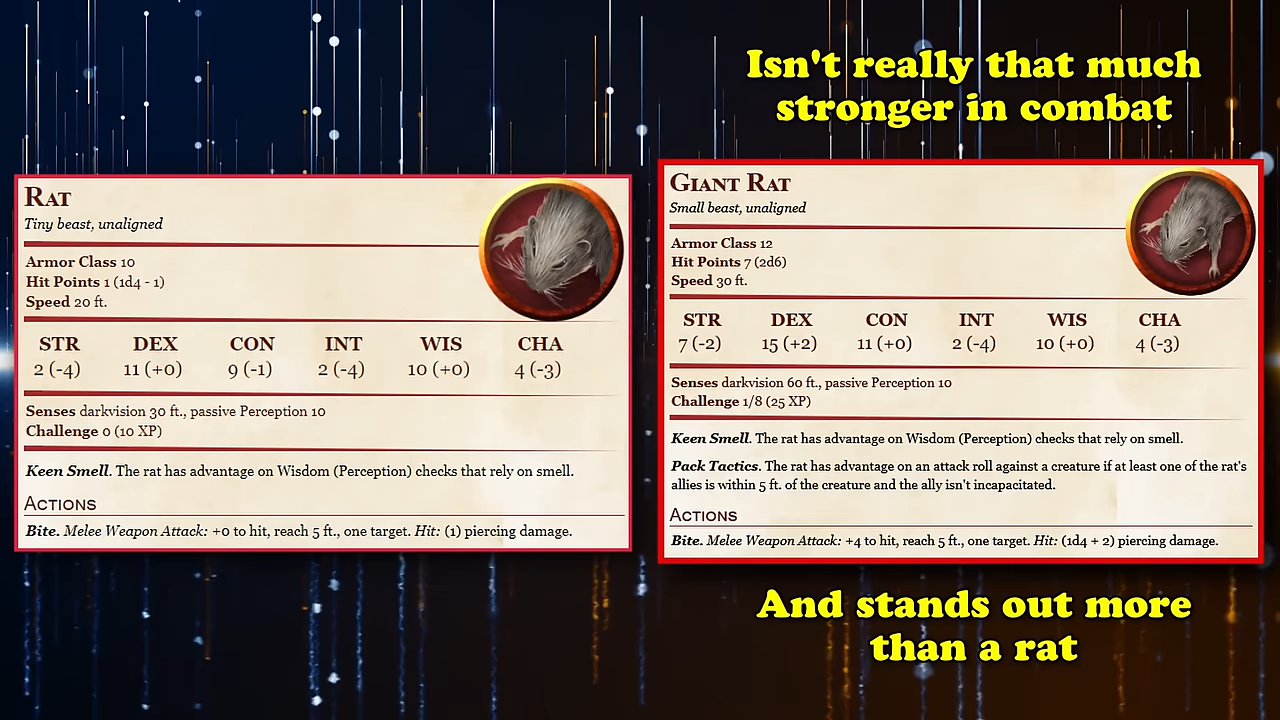 Isn't really that much
stronger in combat
Rat
Tiny beast, unaligned
Armor Class 10
Hit Points 1 (1d4 - 1)
Speed 20 ft.
STR DEX CON INT WIS CHA
2 (-4) 11 (+0) 9 (-1) 2 (-4) 10 (+0) 4 (-3)
Senses darkvision 30 ft., passive Perception 10
Challenge 0 (10 XP)
Keen Smell. The rat has advantage on Wisdom (Perception) checks that rely on smell.
Actions
Bite. Melee Weapon Attack: +0 to hit, reach 5 ft., one target. Hit: (1) piercing damage.
Giant Rat
Small beast, unaligned
Armor Class 12
Hit Points 7 (2d6)
Speed 30 ft.
STR DEX CON INT WIS CHA
7 (-2) 15 (+2) 11 (+0) 2 (-4) 10 (+0) 4 (-3)
Senses darkvision 60 ft., passive Perception 10
Challenge 1/8 (25 XP)
Keen Smell. The rat has advantage on Wisdom (Perception) checks that rely on smell.
Pack Tactics. The rat has advantage on an attack roll against a creature if at least one of the rat's
allies is within 5 ft. of the creature and the ally isn't incapacitated.
Actions
Bite. Melee Weapon Attack: +4 to hit, reach 5 ft., one target. Hit: (1d4 + 2) piercing damage.
And stands out more
than a rat